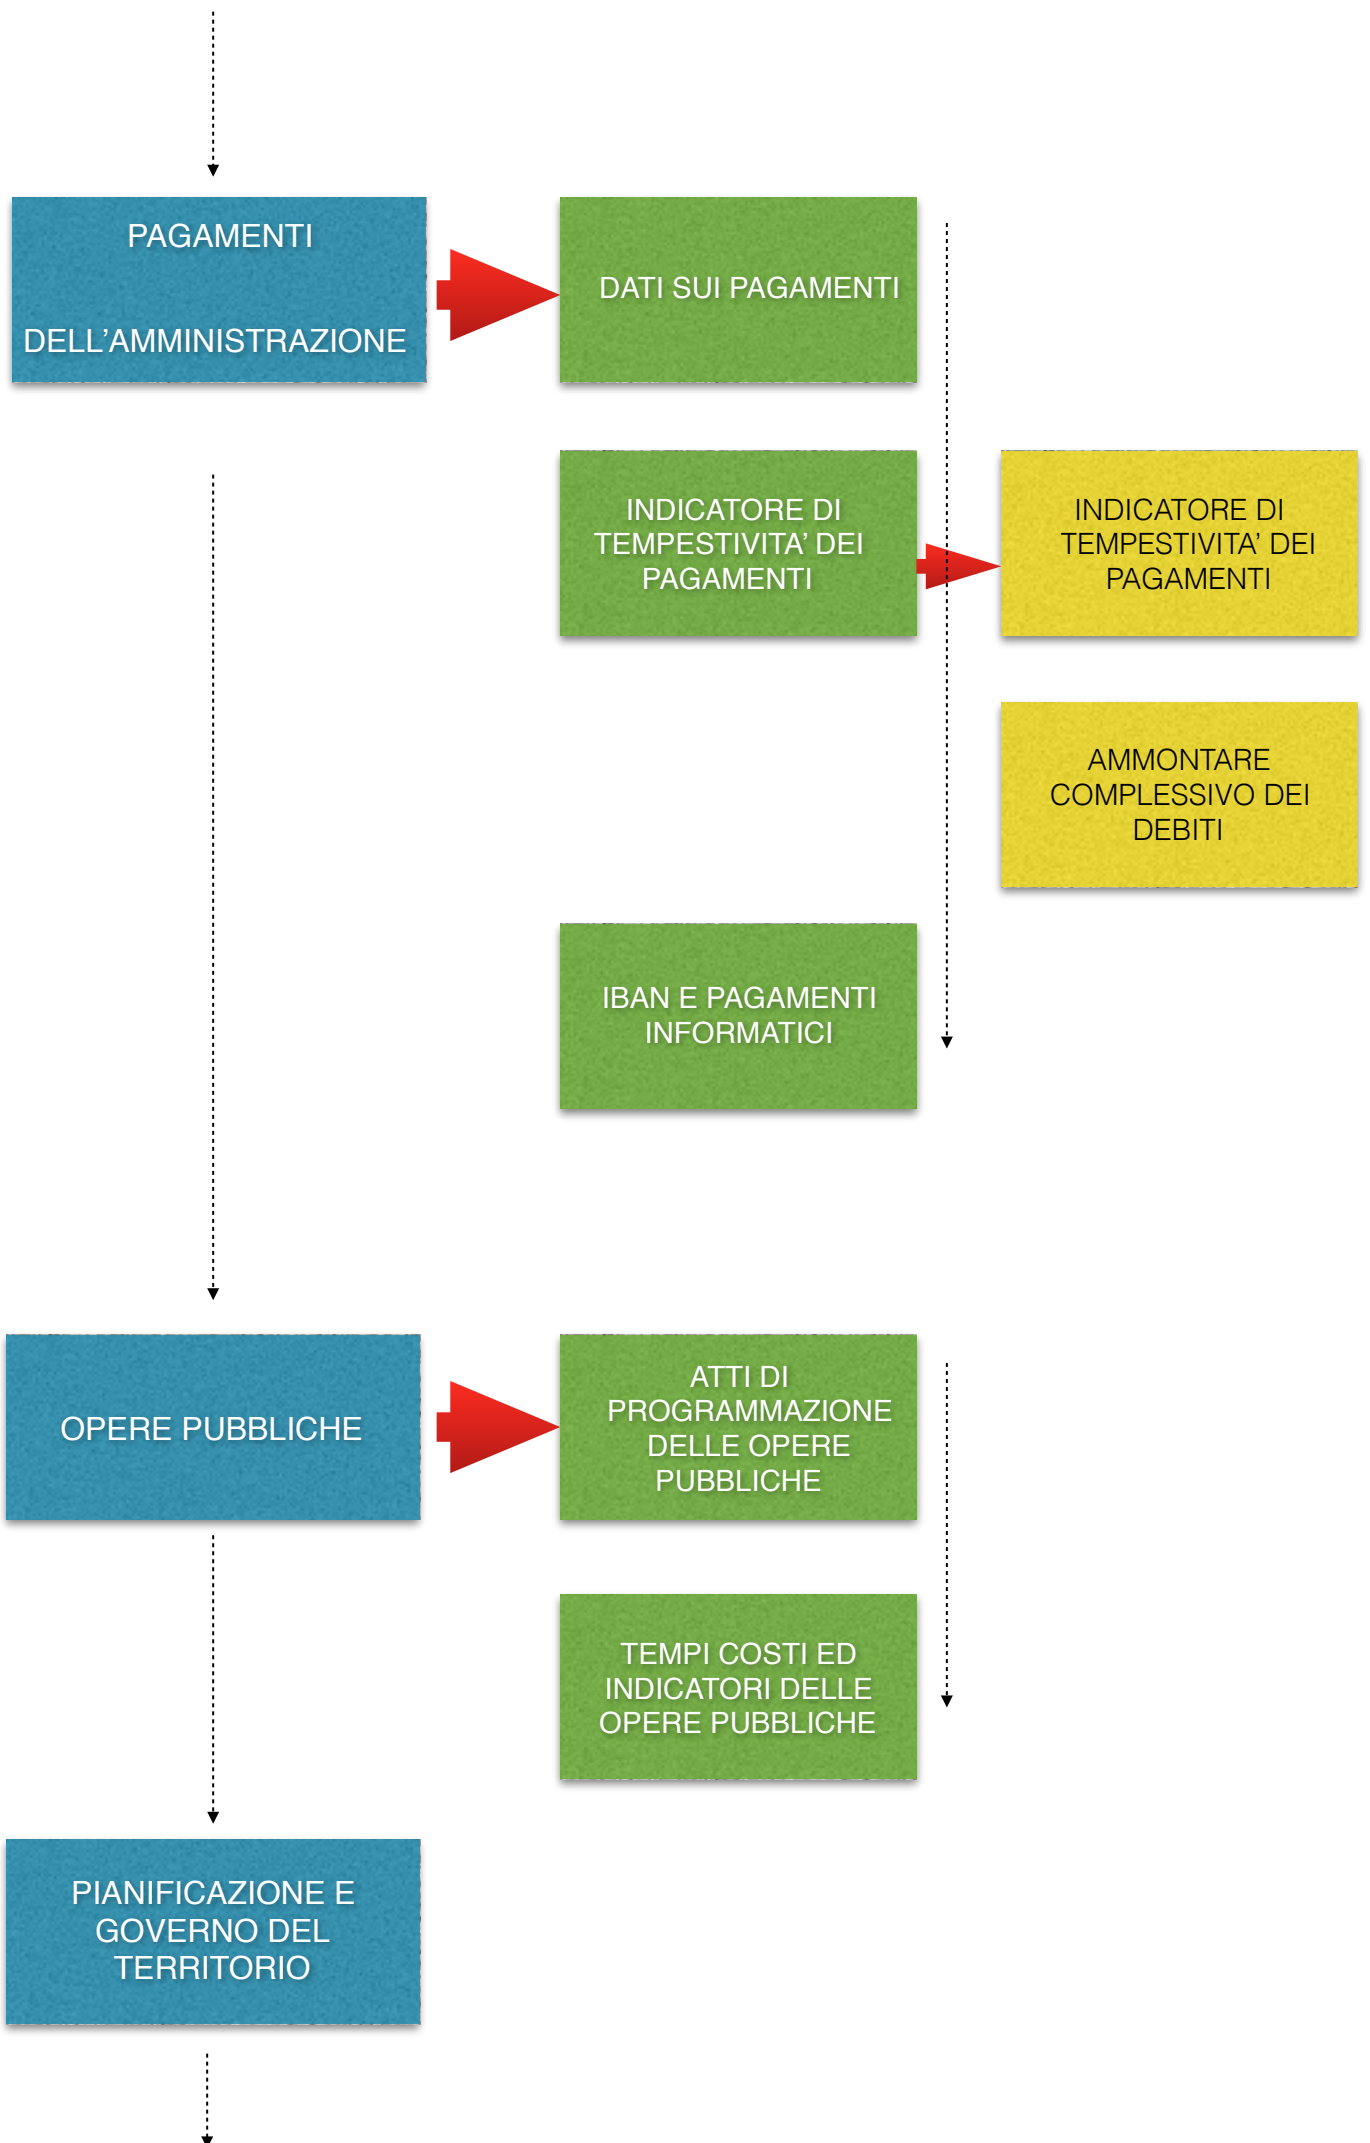 PAGAMENTI
DELL’AMMINISTRAZIONE
DATI SUI PAGAMENTI
INDICATORE DI
TEMPESTIVITA’ DEI
PAGAMENTI
INDICATORE DI
TEMPESTIVITA’ DEI
PAGAMENTI
AMMONTARE
COMPLESSIVO DEI
DEBITI
IBAN E PAGAMENTI
INFORMATICI
OPERE PUBBLICHE
ATTI DI
PROGRAMMAZIONE
DELLE OPERE
PUBBLICHE
TEMPI COSTI ED
INDICATORI DELLE
OPERE PUBBLICHE
PIANIFICAZIONE E
GOVERNO DEL
TERRITORIO